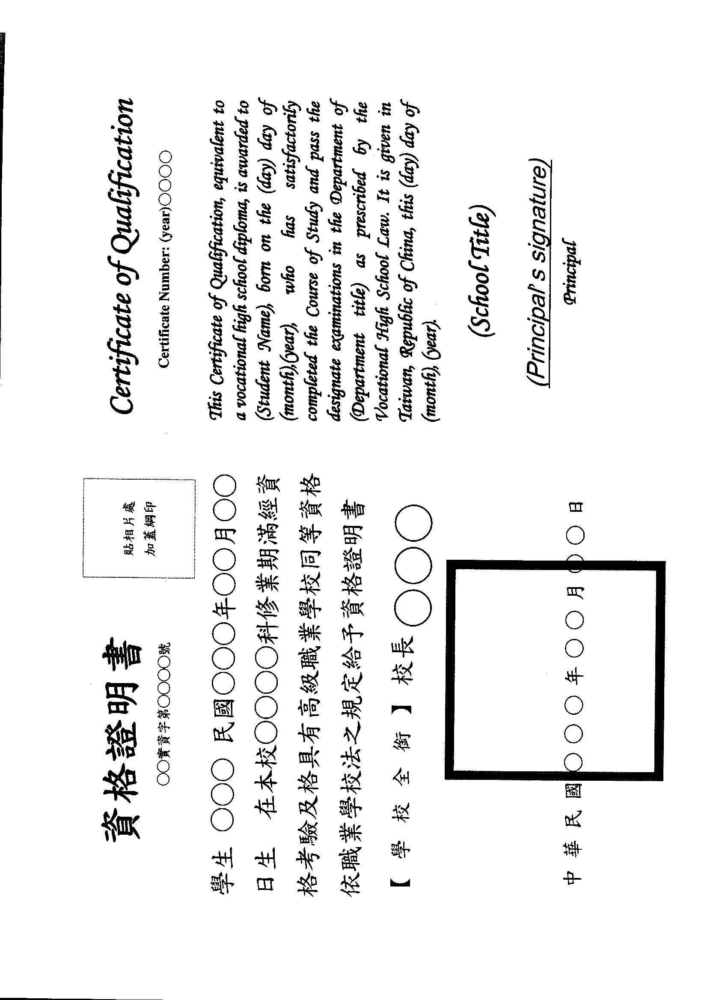 資格證明書
○○實資字第○○○○號
貼相片處
加蓋綱印
學生 ○○○ 民國○○○年○○月○○
日生 在本校○○○○科修業期滿經資
格考驗及格具有高級職業學校同等資格
依職業學校法之規定給予資格證明書
【 學 校 全 銜 】 校長○○○
中 華 民 國 ○ ○ ○ 年 ○ ○ 月 ○ ○ 日
Certificate of Qualification
Certificate Number: (year)○○○○
This Certificate of Qualification, equivalent to
a vocational high school diploma, is awarded to
(Student Name), born on the (day) day of
(month),(year), who has satisfactorily
completed the Course of Study and pass the
designate examinations in the Department of
(Department title) as prescribed by the
Vocational High School Law. It is given in
Taiwan, Republic of China, this (day) day of
(month), (year).
(School Title)
(Principal's signature)
Principal